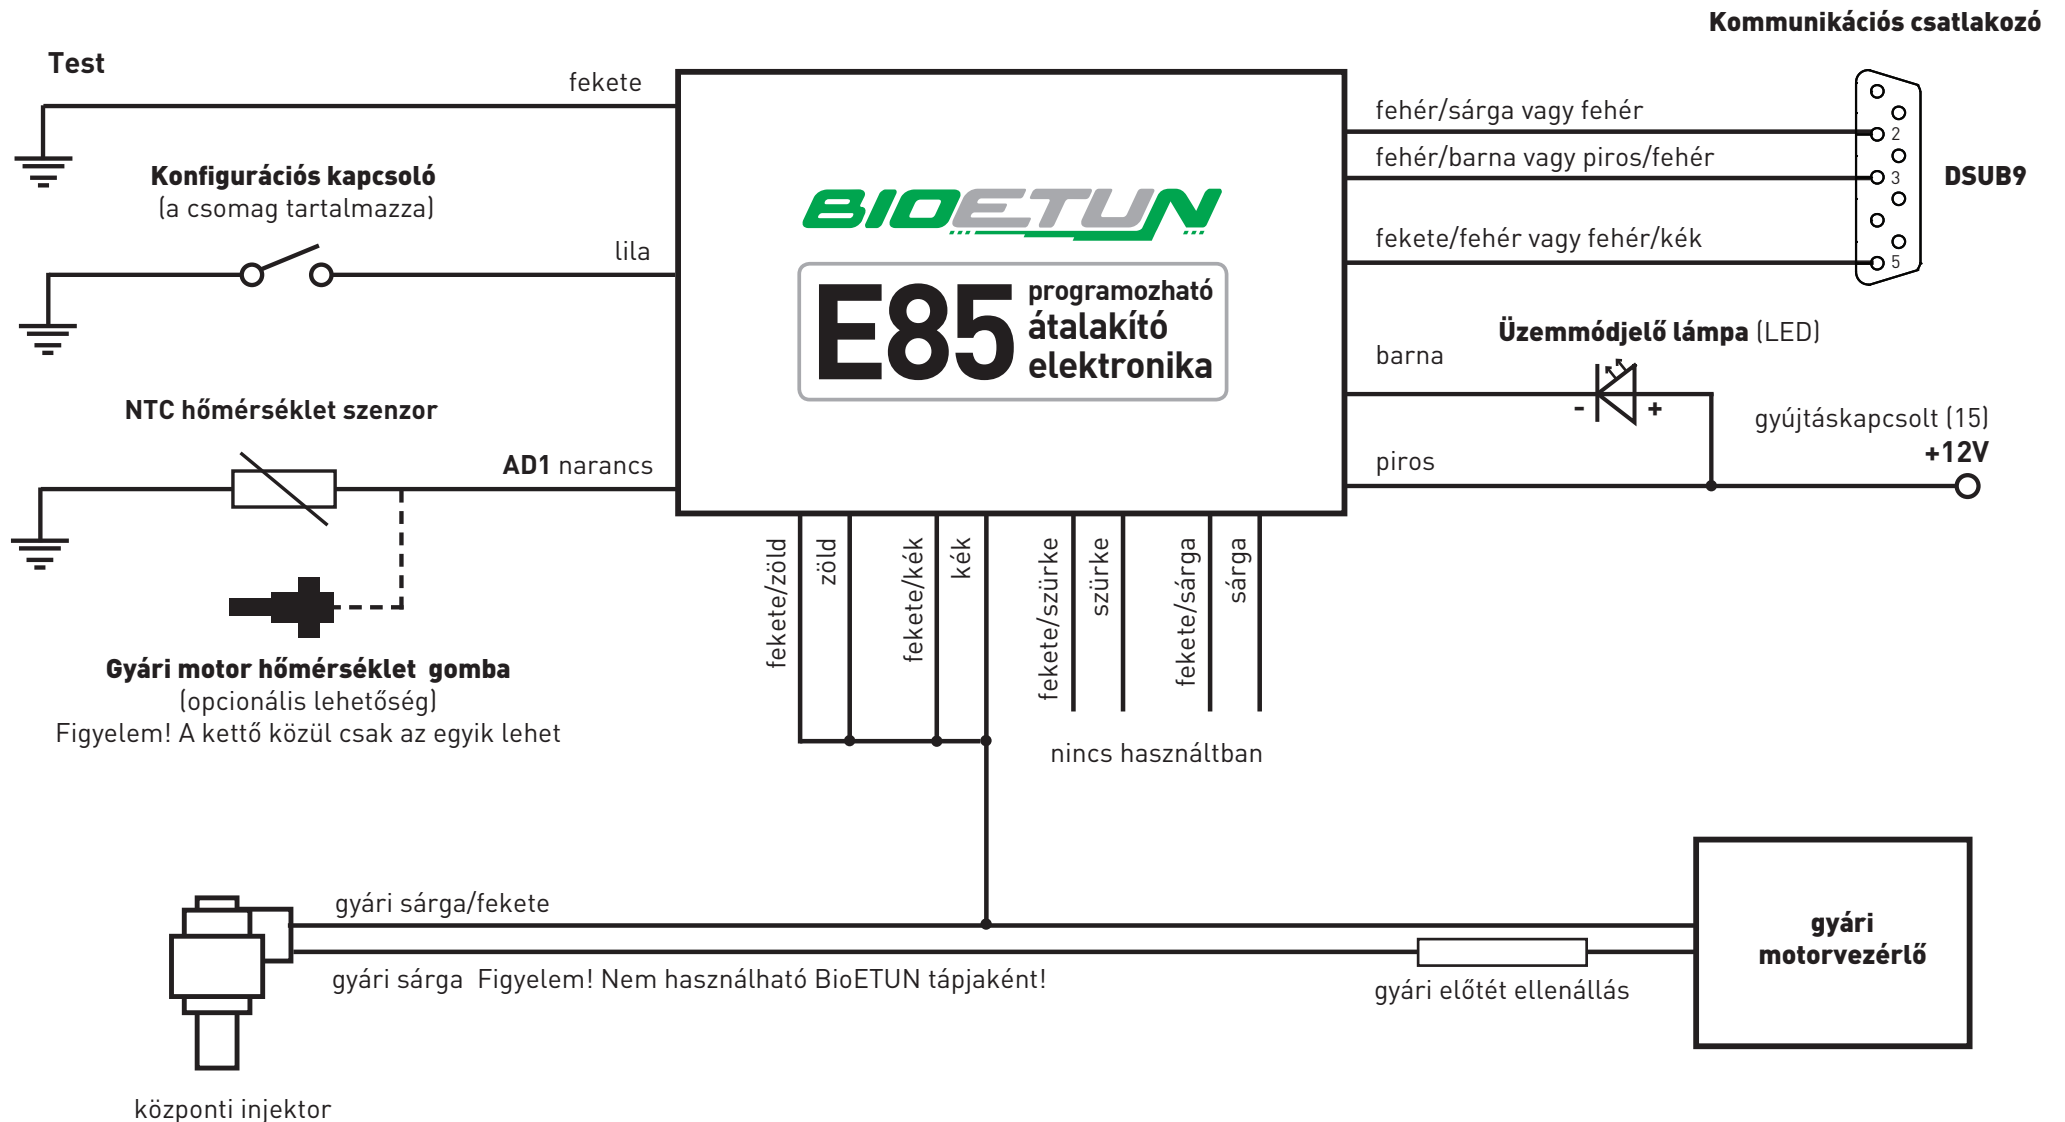 Kommunikációs csatlakozó
Test
fekete
fehér/sárga vagy fehér
2
fehér/barna vagy piros/fehér
3
DSUB9
Konfigurációs kapcsoló
(a csomag tartalmazza)
lila
BIOETUN
fekete/fehér vagy fehér/kék
5
E85
programozható
átalakító
elektronika
Üzemmódjelő lámpa (LED)
barna
- +
gyújtáskapcsolt (15)
+12V
piros
NTC hőmérséklet szenzor
AD1 narancs
fekete/zöld
zöld
fekete/kék
kék
fekete/szürke
szürke
fekete/sárga
sárga
Gyári motor hőmérséklet gomba
(opcionális lehetőség)
Figyelem! A kettő közül csak az egyik lehet
nincs használtban
gyári sárga/fekete
gyári
motorvezérlő
gyári sárga Figyelem! Nem használható BioETUN tápjaként!
gyári előtét ellenállás
központi injektor